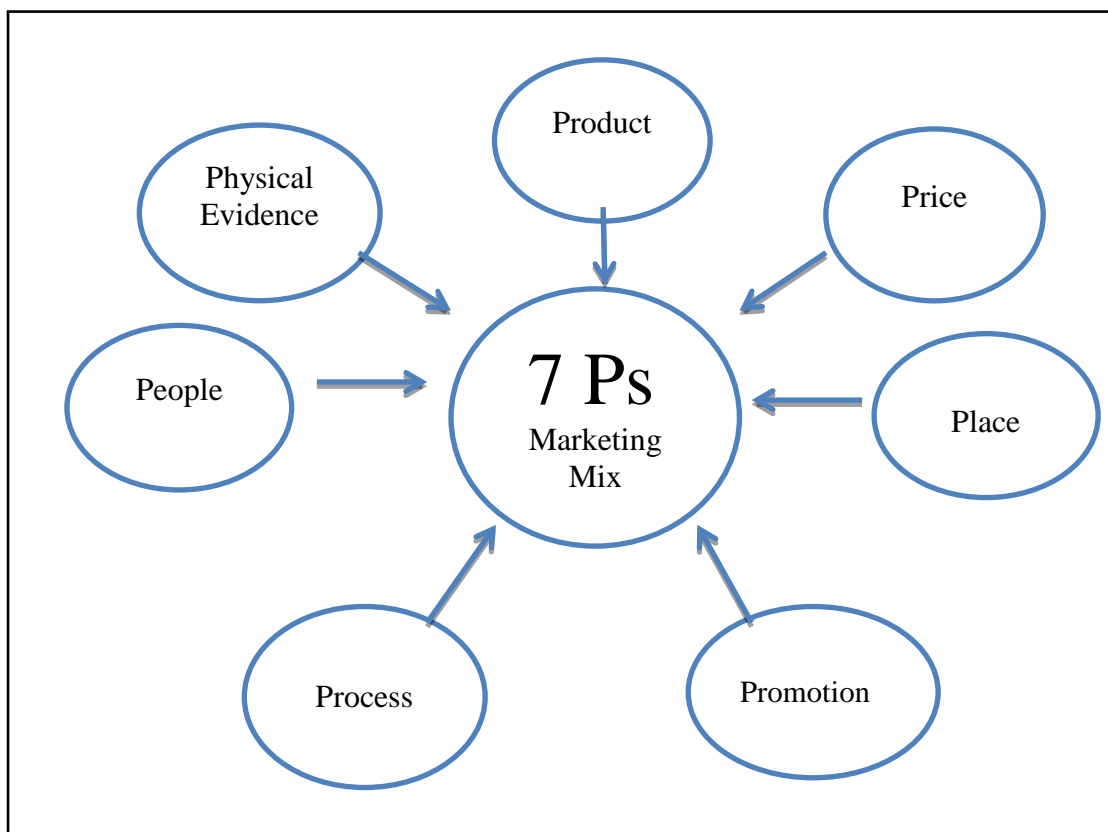 Product
Physical
Evidence
Price
7 Ps
Marketing
Mix
People
Place
Process
Promotion